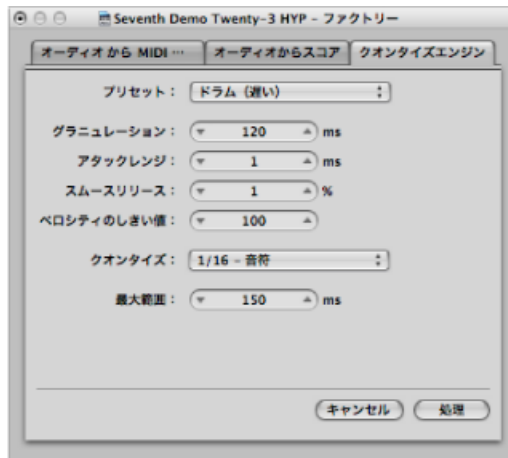 Seventh Demo Twenty-3 HYP - ファクトリー
オーディオ から MIDI … オーディオからスコア クオンタイズエンジン
プリセット： ドラム（遅い）
グラニュレーション： 120 ms
アタックレンジ： 1 ms
スムースリリース： 1 %
ベロシティのしきい値： 100
クオンタイズ： 1/16 - 音符
最大範囲： 150 ms
キャンセル 処理